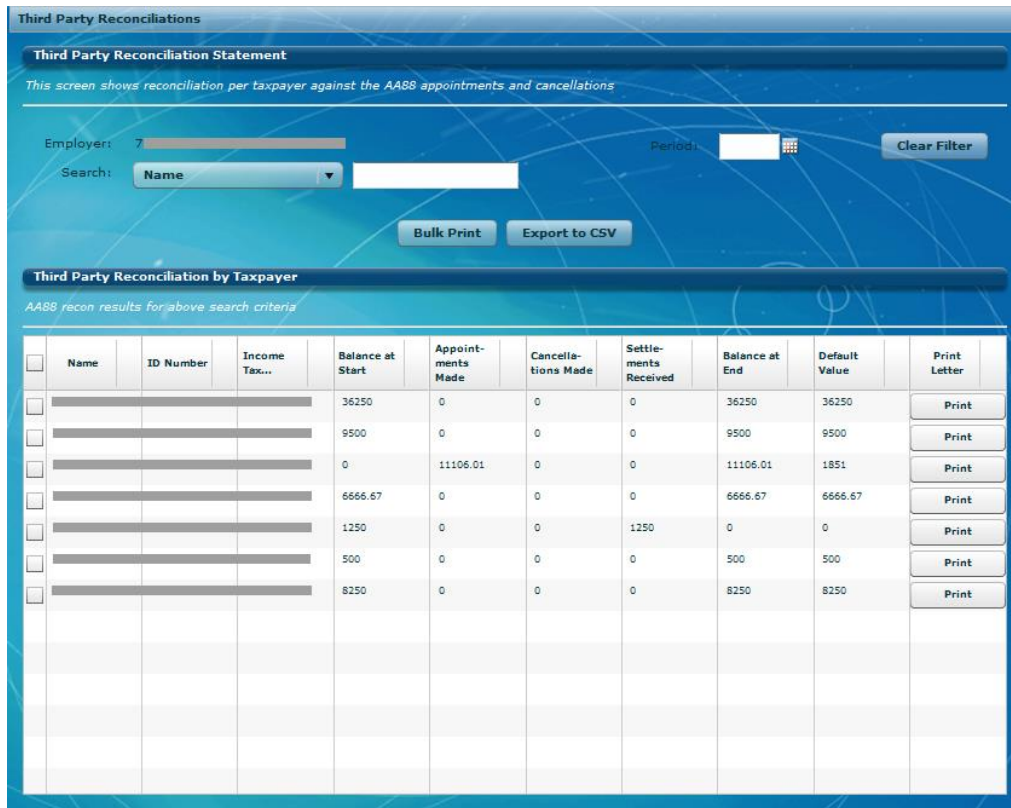 Third Party Reconciliations
Third Party Reconciliation Statement
This screen shows reconciliation per taxpayer against the AA88 appointments and cancellations
Employer: 7
Period:
Clear Filter
Search: Name
Bulk Print Export to CSV
Third Party Reconciliation by Taxpayer
AA88 recon results for above search criteria
Name ID Number Income Tax... Balance at Start Appoint-ments Made Cancella-tions Made Settle-ments Received Balance at End Default Value Print Letter
36250 0 0 0 36250 36250 Print
9500 0 0 0 9500 9500 Print
0 11106.01 0 0 11106.01 1851 Print
6666.67 0 0 0 6666.67 6666.67 Print
1250 0 0 1250 0 0 Print
500 0 0 0 500 500 Print
8250 0 0 0 8250 8250 Print